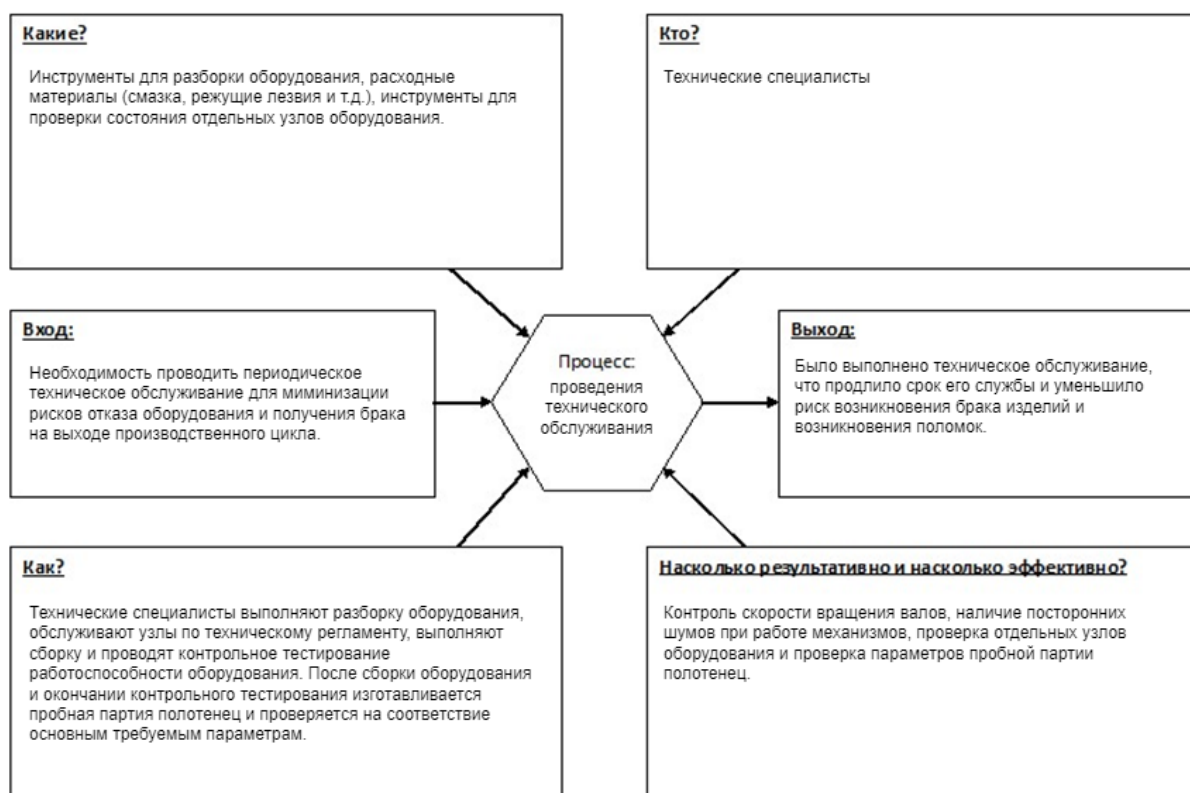 Какие?
Инструменты для разборки оборудования, расходные
материалы (смазка, режущие лезвия и т.д.), инструменты для
проверки состояния отдельных узлов оборудования.
Кто?
Технические специалисты
Вход:
Необходимость проводить периодическое
техническое обслуживание для миминизации
рисков отказа оборудования и получения брака
на выходе производственного цикла.
Процесс:
проведения
технического
обслуживания
Выход:
Было выполнено техническое обслуживание,
что продлило срок его службы и уменьшило
риск возникновения брака изделий и
возникновения поломок.
Как?
Технические специалисты выполняют разборку оборудования,
обслуживают узлы по техническому регламенту, выполняют
сборку и проводят контрольное тестирование
работоспособности оборудования. После сборки оборудования
и окончании контрольного тестирования изготавливается
пробная партия полотенец и проверяется на соответствие
основным требуемым параметрам.
Насколько результативно и насколько эффективно?
Контроль скорости вращения валов, наличие посторонних
шумов при работе механизмов, проверка отдельных узлов
оборудования и проверка параметров пробной партии
полотенец.